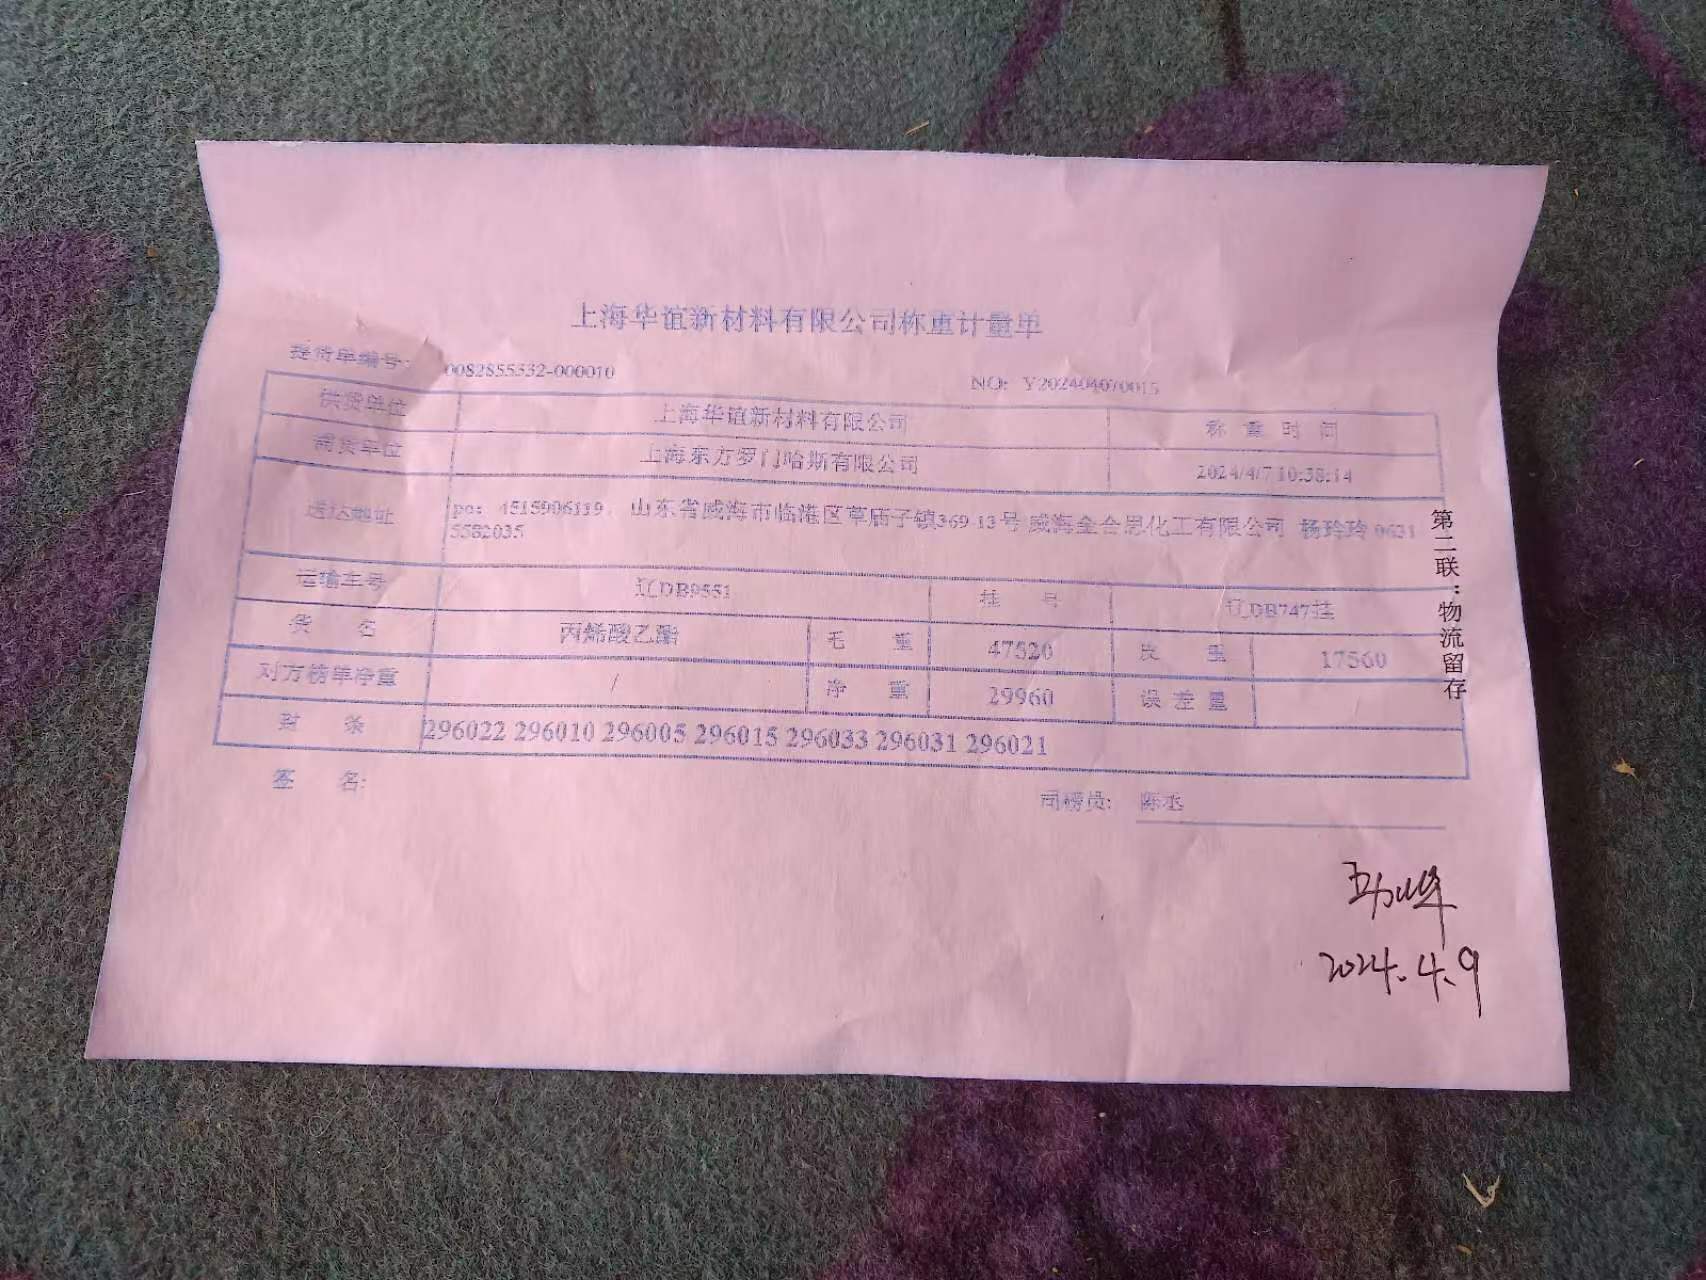 上海华谊新材料有限公司称重计量单
提货单编号: 0082855332-000010 NO: Y202404070015
供货单位 上海华谊新材料有限公司 称重时间
需货单位 上海东方罗门哈斯有限公司 2024/4/7 10:38:14
送达地址 po: 4515906119. 山东省威海市临港区草庙子镇369-13号 威海金合思化工有限公司 杨玲玲 0631
5582035
运输车号 辽DB9551 挂号 辽DB747挂
货名 丙烯酸乙酯 毛重 47520 皮重 17560
对方榜单净重 / 净重 29960 误差量
封条 296022 296010 296005 296015 296033 296031 296021
签名: 司磅员: 陈丞
第二联：物流留存
2024.4.9